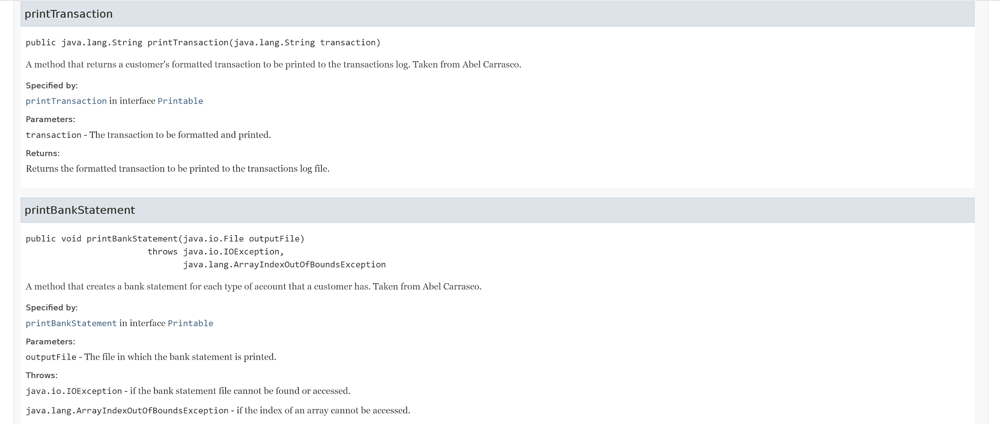 printTransaction
public java.lang.String printTransaction(java.lang.String transaction)
A method that returns a customer's formatted transaction to be printed to the transactions log. Taken from Abel Carrasco.
Specified by:
printTransaction in interface Printable
Parameters:
transaction - The transaction to be formatted and printed.
Returns:
Returns the formatted transaction to be printed to the transactions log file.
printBankStatement
public void printBankStatement(java.io.File outputFile)
throws java.io.IOException,
java.lang.ArrayIndexOutOfBoundsException
A method that creates a bank statement for each type of account that a customer has. Taken from Abel Carrasco.
Specified by:
printBankStatement in interface Printable
Parameters:
outputFile - The file in which the bank statement is printed.
Throws:
java.io.IOException - if the bank statement file cannot be found or accessed.
java.lang.ArrayIndexOutOfBoundsException - if the index of an array cannot be accessed.